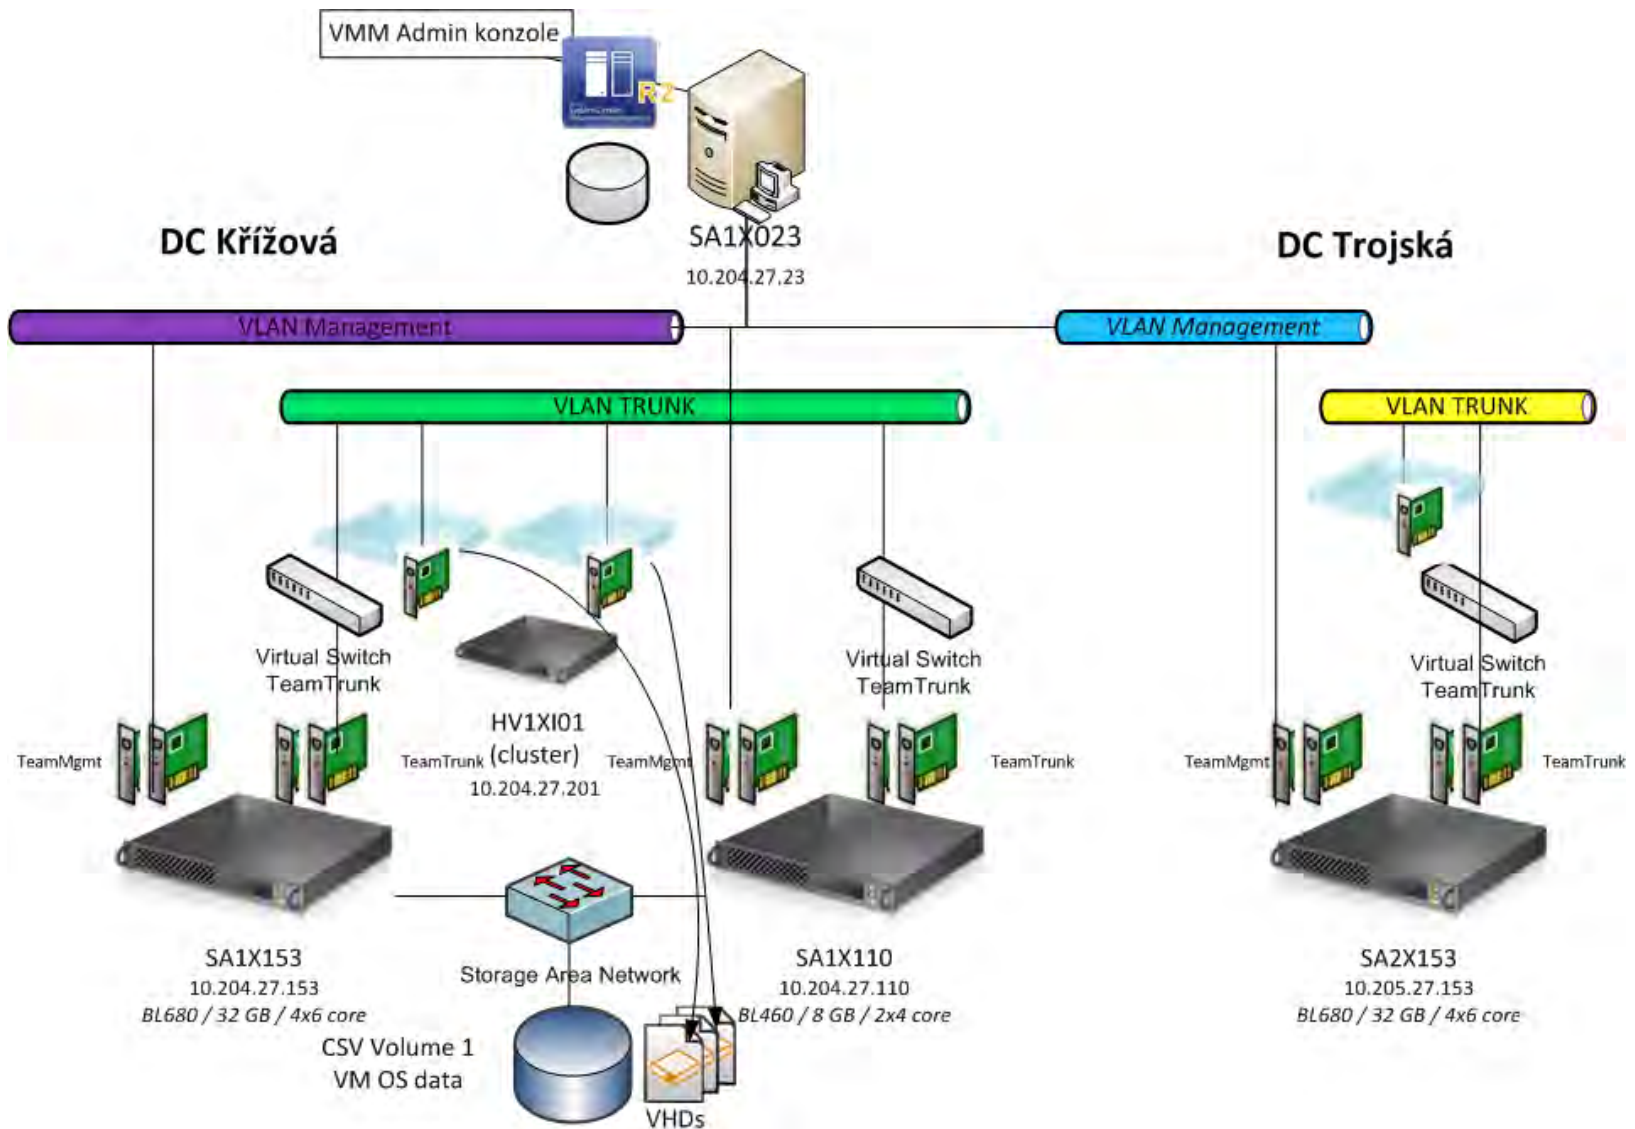 VMM Admin konzole
R2
SA1X023
10.204.27.23
DC Křížová
DC Trojská
VLAN Management
VLAN Management
VLAN TRUNK
VLAN TRUNK
Virtual Switch
TeamTrunk
Virtual Switch
TeamTrunk
Virtual Switch
TeamTrunk
HV1XI01
(cluster)
10.204.27.201
TeamMgmt
TeamTrunk
TeamMgmt
TeamTrunk
TeamMgmt
TeamTrunk
SA1X153
10.204.27.153
BL680 / 32 GB / 4x6 core
Storage Area Network
SA1X110
10.204.27.110
BL460 / 8 GB / 2x4 core
SA2X153
10.205.27.153
BL680 / 32 GB / 4x6 core
CSV Volume 1
VM OS data
VHDs